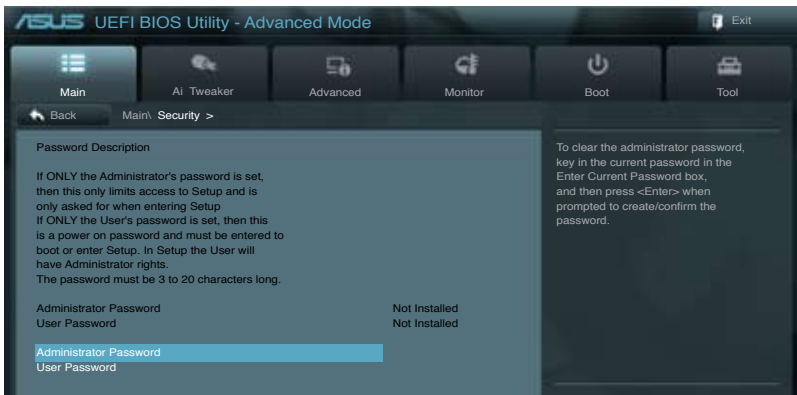 ASUS UEFI BIOS Utility - Advanced Mode
Exit
Main
Ai Tweaker
Advanced
Monitor
Boot
Tool
Back
Main\ Security >
Password Description
If ONLY the Administrator's password is set,
then this only limits access to Setup and is
only asked for when entering Setup
If ONLY the User's password is set, then this
is a power on password and must be entered to
boot or enter Setup. In Setup the User will
have Administrator rights.
The password must be 3 to 20 characters long.
Administrator Password Not Installed
User Password Not Installed
Administrator Password
User Password
To clear the administrator password,
key in the current password in the
Enter Current Password box,
and then press <Enter> when
prompted to create/confirm the
password.